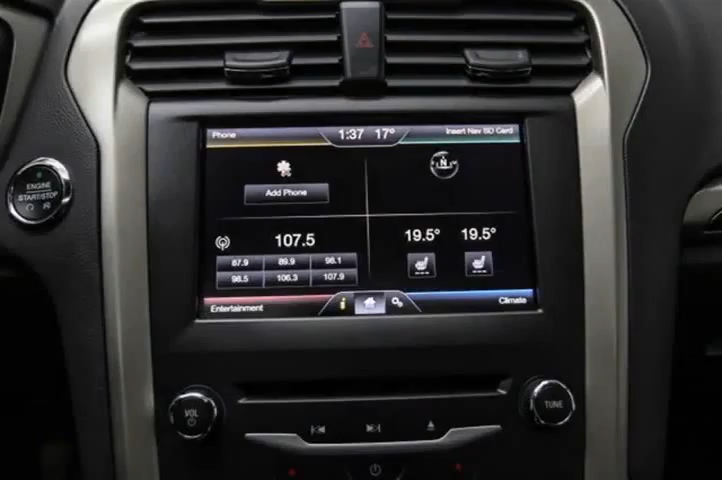 Phone 1:37 17° Insert Nav SD Card
N
Add Phone
ENGINE
START/STOP
107.5 19.5° 19.5°
87.9 89.9 98.1
98.5 106.3 107.9
Entertainment i Climate
VOL
TUNE